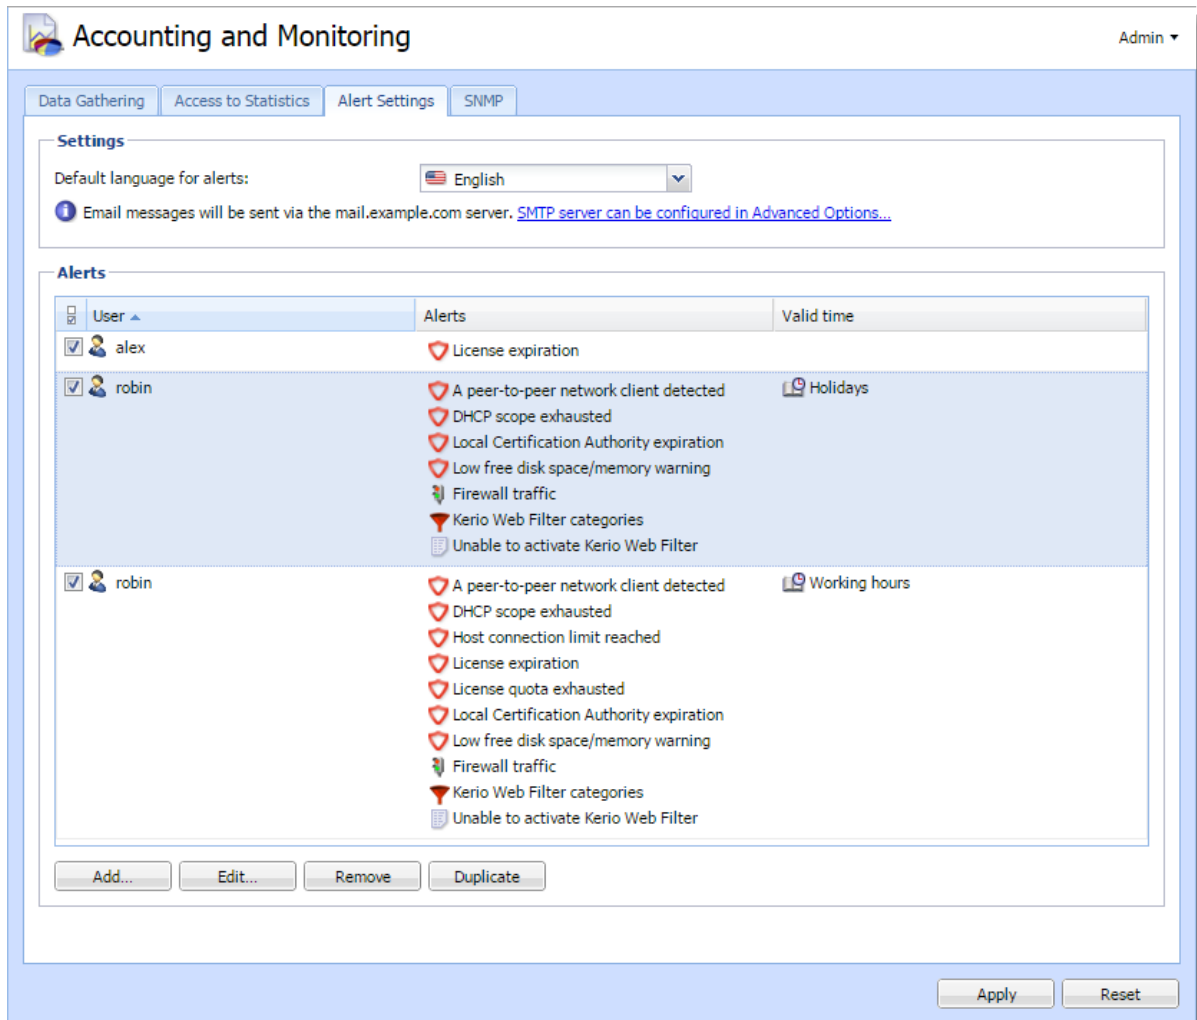 Accounting and Monitoring
Admin
Data Gathering
Access to Statistics
Alert Settings
SNMP
Settings
Default language for alerts:
English
Email messages will be sent via the mail.example.com server. SMTP server can be configured in Advanced Options...
Alerts
User
Alerts
Valid time
alex
License expiration
robin
A peer-to-peer network client detected
Holidays
DHCP scope exhausted
Local Certification Authority expiration
Low free disk space/memory warning
Firewall traffic
Kerio Web Filter categories
Unable to activate Kerio Web Filter
robin
A peer-to-peer network client detected
Working hours
DHCP scope exhausted
Host connection limit reached
License expiration
License quota exhausted
Local Certification Authority expiration
Low free disk space/memory warning
Firewall traffic
Kerio Web Filter categories
Unable to activate Kerio Web Filter
Add...
Edit...
Remove
Duplicate
Apply
Reset